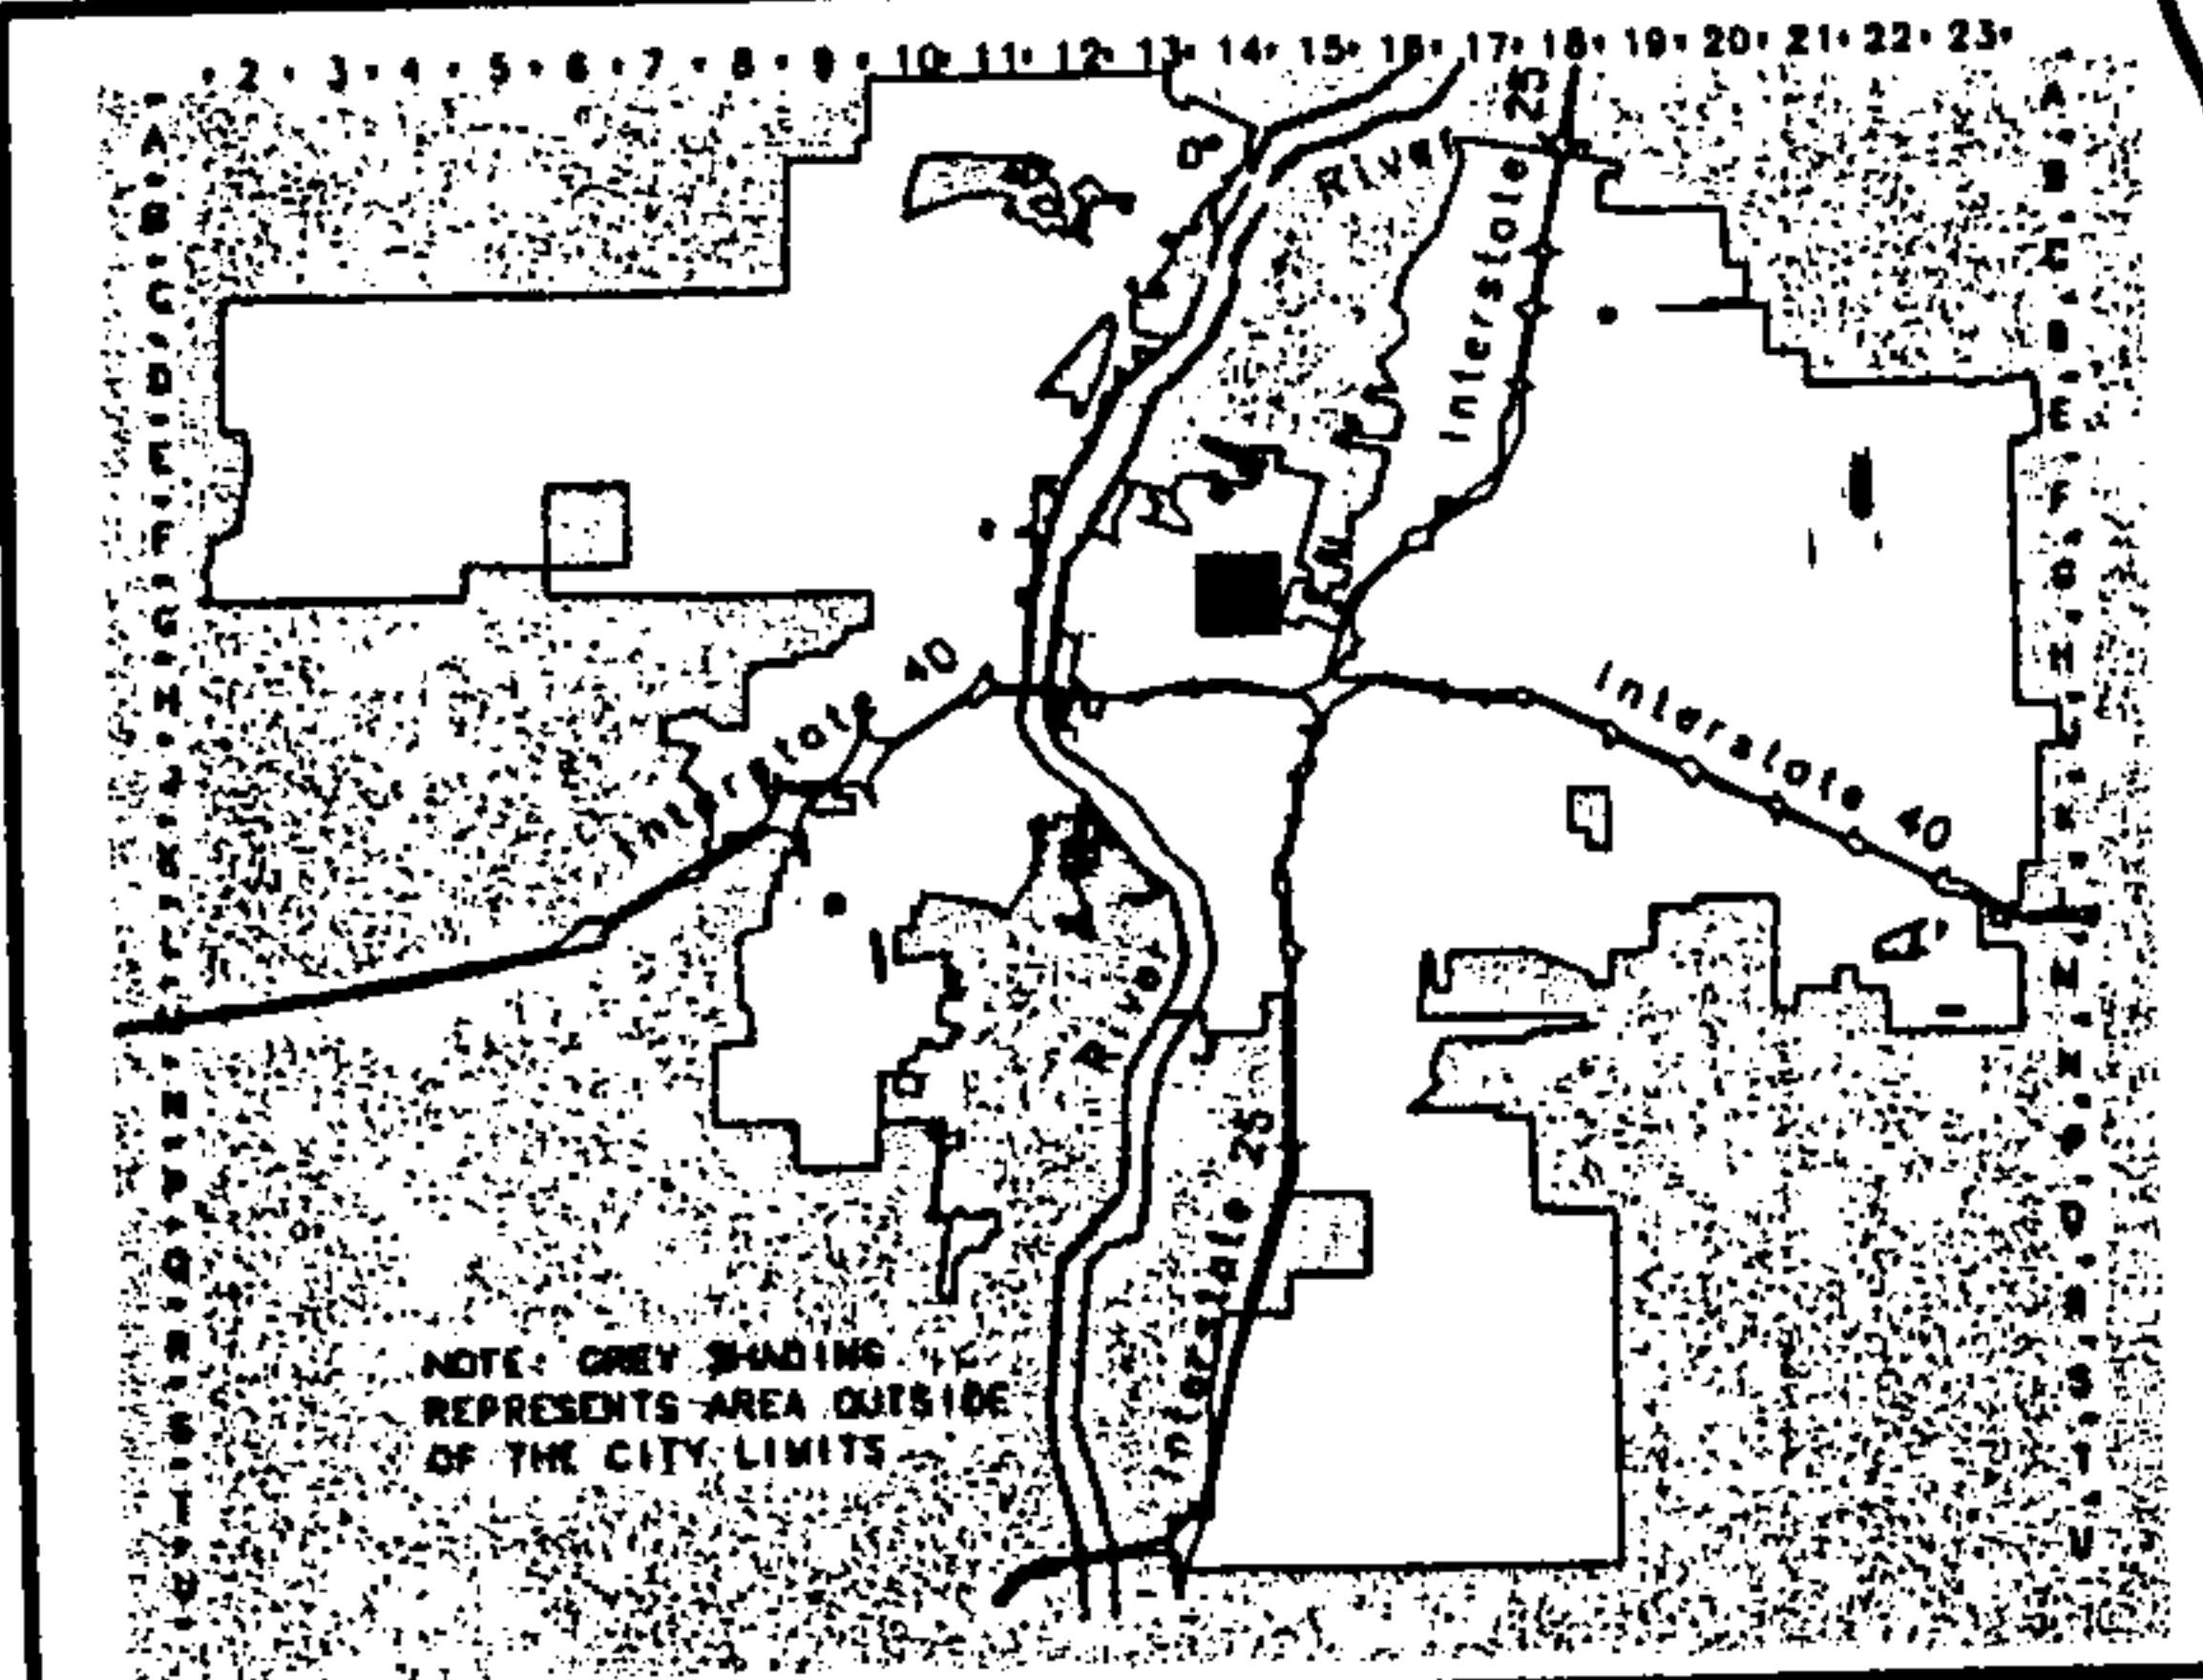 2 3 4 5 6 7 8 9 10 11 12 13 14 15 16 17 18 19 20 21 22 23
A
B
C
D
E
F
G
H
J
K
L
M
N
P
Q
R
S
T
U
River
Interstate 25
Interstate 40
Interstate 40
River
Interstate 25
NOTE: GREY SHADING
REPRESENTS AREA OUTSIDE
OF THE CITY LIMITS
A
B
C
D
E
F
G
H
J
K
L
M
N
P
Q
R
S
T
U